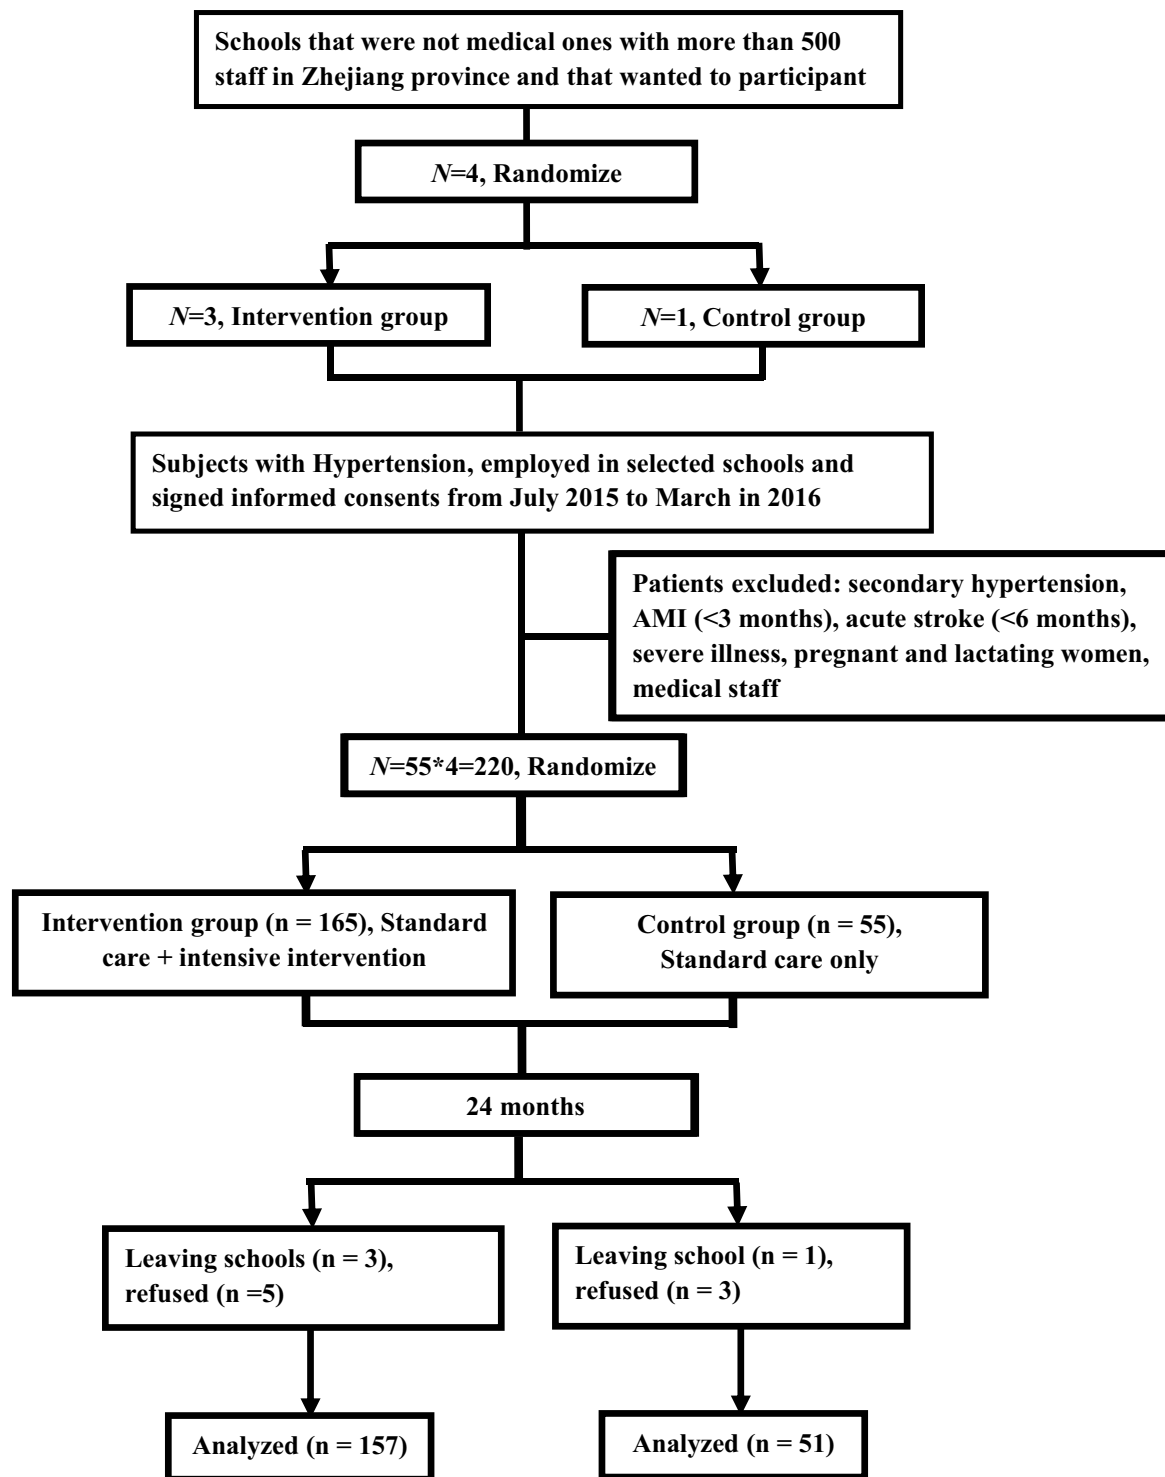 Schools that were not medical ones with more than 500
staff in Zhejiang province and that wanted to participant
N=4, Randomize
N=3, Intervention group
N=1, Control group
Subjects with Hypertension, employed in selected schools and
signed informed consents from July 2015 to March in 2016
Patients excluded: secondary hypertension,
AMI (<3 months), acute stroke (<6 months),
severe illness, pregnant and lactating women,
medical staff
N=55*4=220, Randomize
Intervention group (n = 165), Standard
care + intensive intervention
Control group (n = 55),
Standard care only
24 months
Leaving schools (n = 3),
refused (n =5)
Leaving school (n = 1),
refused (n = 3)
Analyzed (n = 157)
Analyzed (n = 51)